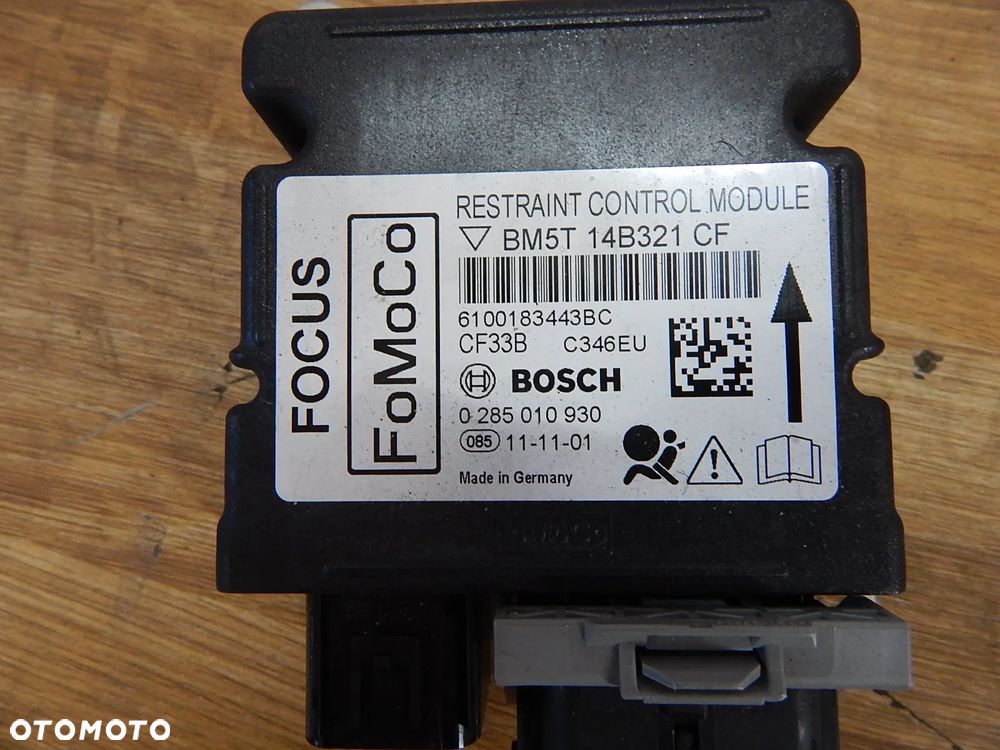 RESTRAINT CONTROL MODULE
BM5T 14B321 CF
6100183443BC
CF33B C346EU
BOSCH
0 285 010 930
085 11-11-01
Made in Germany
FOCUS
FoMoCo
FoMoCo
OTOMOTO